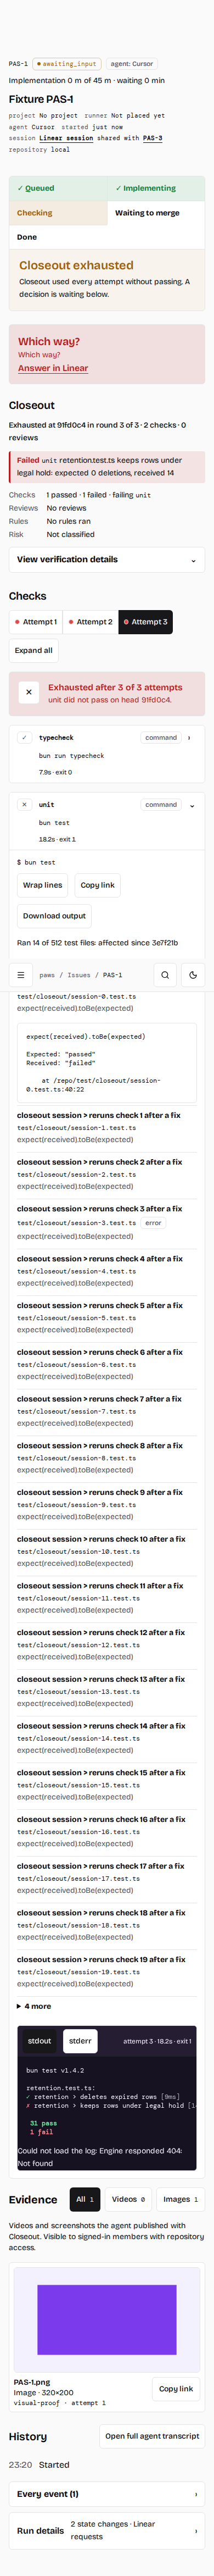 PAS-1 awaiting_input agent: Cursor
Implementation 0 m of 45 m · waiting 0 min
Fixture PAS-1
project No project runner Not placed yet
agent Cursor started just now
session Linear session shared with PAS-3
repository local
✓ Queued
✓ Implementing
Checking
Waiting to merge
Done
Closeout exhausted
Closeout used every attempt without passing. A
decision is waiting below.
Which way?
Which way?
Answer in Linear
Closeout
Exhausted at 91fd0c4 in round 3 of 3 · 2 checks · 0
reviews
Failed unit retention.test.ts keeps rows under
legal hold: expected 0 deletions, received 14
Checks 1 passed · 1 failed · failing unit
Reviews No reviews
Rules No rules ran
Risk Not classified
View verification details
Checks
Attempt 1
Attempt 2
Attempt 3
Expand all
Exhausted after 3 of 3 attempts
unit did not pass on head 91fd0c4.
typecheck command
bun run typecheck
7.9s · exit 0
unit command
bun test
18.2s · exit 1
$ bun test
Wrap lines
Copy link
Download output
Ran 14 of 512 test files: affected since 3e7f21b
paws / Issues / PAS-1
test/closeout/session-0.test.ts
expect(received).toBe(expected)
expect(received).toBe(expected)
Expected: "passed"
Received: "failed"
at /repo/test/closeout/session-
0.test.ts:40:22
closeout session > reruns check 1 after a fix
test/closeout/session-1.test.ts
expect(received).toBe(expected)
closeout session > reruns check 2 after a fix
test/closeout/session-2.test.ts
expect(received).toBe(expected)
closeout session > reruns check 3 after a fix
test/closeout/session-3.test.ts error
expect(received).toBe(expected)
closeout session > reruns check 4 after a fix
test/closeout/session-4.test.ts
expect(received).toBe(expected)
closeout session > reruns check 5 after a fix
test/closeout/session-5.test.ts
expect(received).toBe(expected)
closeout session > reruns check 6 after a fix
test/closeout/session-6.test.ts
expect(received).toBe(expected)
closeout session > reruns check 7 after a fix
test/closeout/session-7.test.ts
expect(received).toBe(expected)
closeout session > reruns check 8 after a fix
test/closeout/session-8.test.ts
expect(received).toBe(expected)
closeout session > reruns check 9 after a fix
test/closeout/session-9.test.ts
expect(received).toBe(expected)
closeout session > reruns check 10 after a fix
test/closeout/session-10.test.ts
expect(received).toBe(expected)
closeout session > reruns check 11 after a fix
test/closeout/session-11.test.ts
expect(received).toBe(expected)
closeout session > reruns check 12 after a fix
test/closeout/session-12.test.ts
expect(received).toBe(expected)
closeout session > reruns check 13 after a fix
test/closeout/session-13.test.ts
expect(received).toBe(expected)
closeout session > reruns check 14 after a fix
test/closeout/session-14.test.ts
expect(received).toBe(expected)
closeout session > reruns check 15 after a fix
test/closeout/session-15.test.ts
expect(received).toBe(expected)
closeout session > reruns check 16 after a fix
test/closeout/session-16.test.ts
expect(received).toBe(expected)
closeout session > reruns check 17 after a fix
test/closeout/session-17.test.ts
expect(received).toBe(expected)
closeout session > reruns check 18 after a fix
test/closeout/session-18.test.ts
expect(received).toBe(expected)
closeout session > reruns check 19 after a fix
test/closeout/session-19.test.ts
expect(received).toBe(expected)
4 more
stdout stderr attempt 3 · 18.2s · exit 1
bun test v1.4.2
retention.test.ts:
✓ retention > deletes expired rows [9ms]
✗ retention > keeps rows under legal hold
31 pass
1 fail
Could not load the log: Engine responded 404:
Not found
Evidence
All 1
Videos 0
Images 1
Videos and screenshots the agent published with
Closeout. Visible to signed-in members with repository
access.
PAS-1.png
Image · 320×200
visual-proof · attempt 1
Copy link
History
Open full agent transcript
23:20 Started
Every event (1)
Run details 2 state changes · Linear
requests